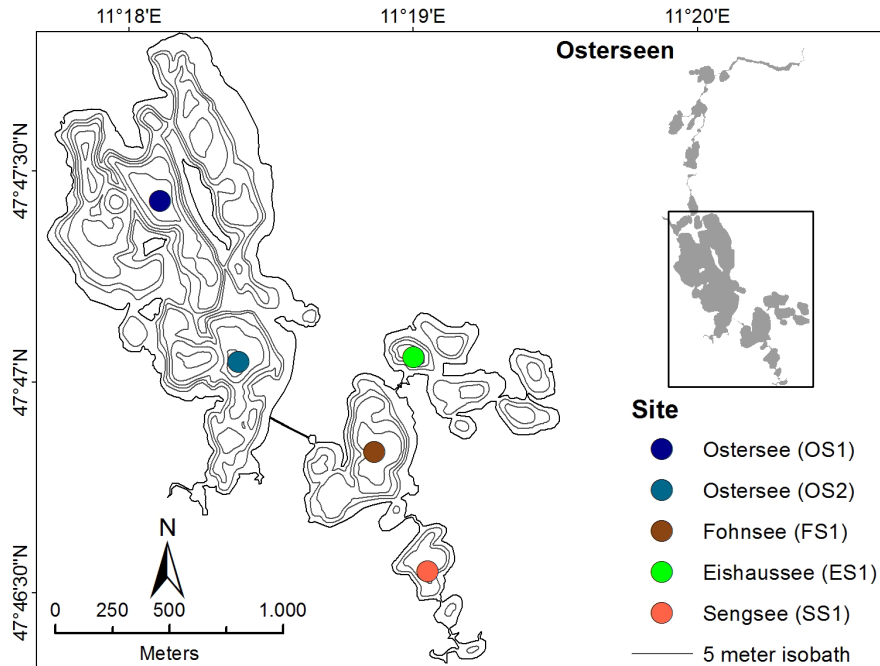 11°18'E
11°19'E
11°20'E
Osterseen
47°47'30"N
47°47'N
47°46'30"N
Site
Ostersee (OS1)
Ostersee (OS2)
Fohnsee (FS1)
Eishaussee (ES1)
Sengsee (SS1)
5 meter isobath
N
0 250 500 1.000
Meters